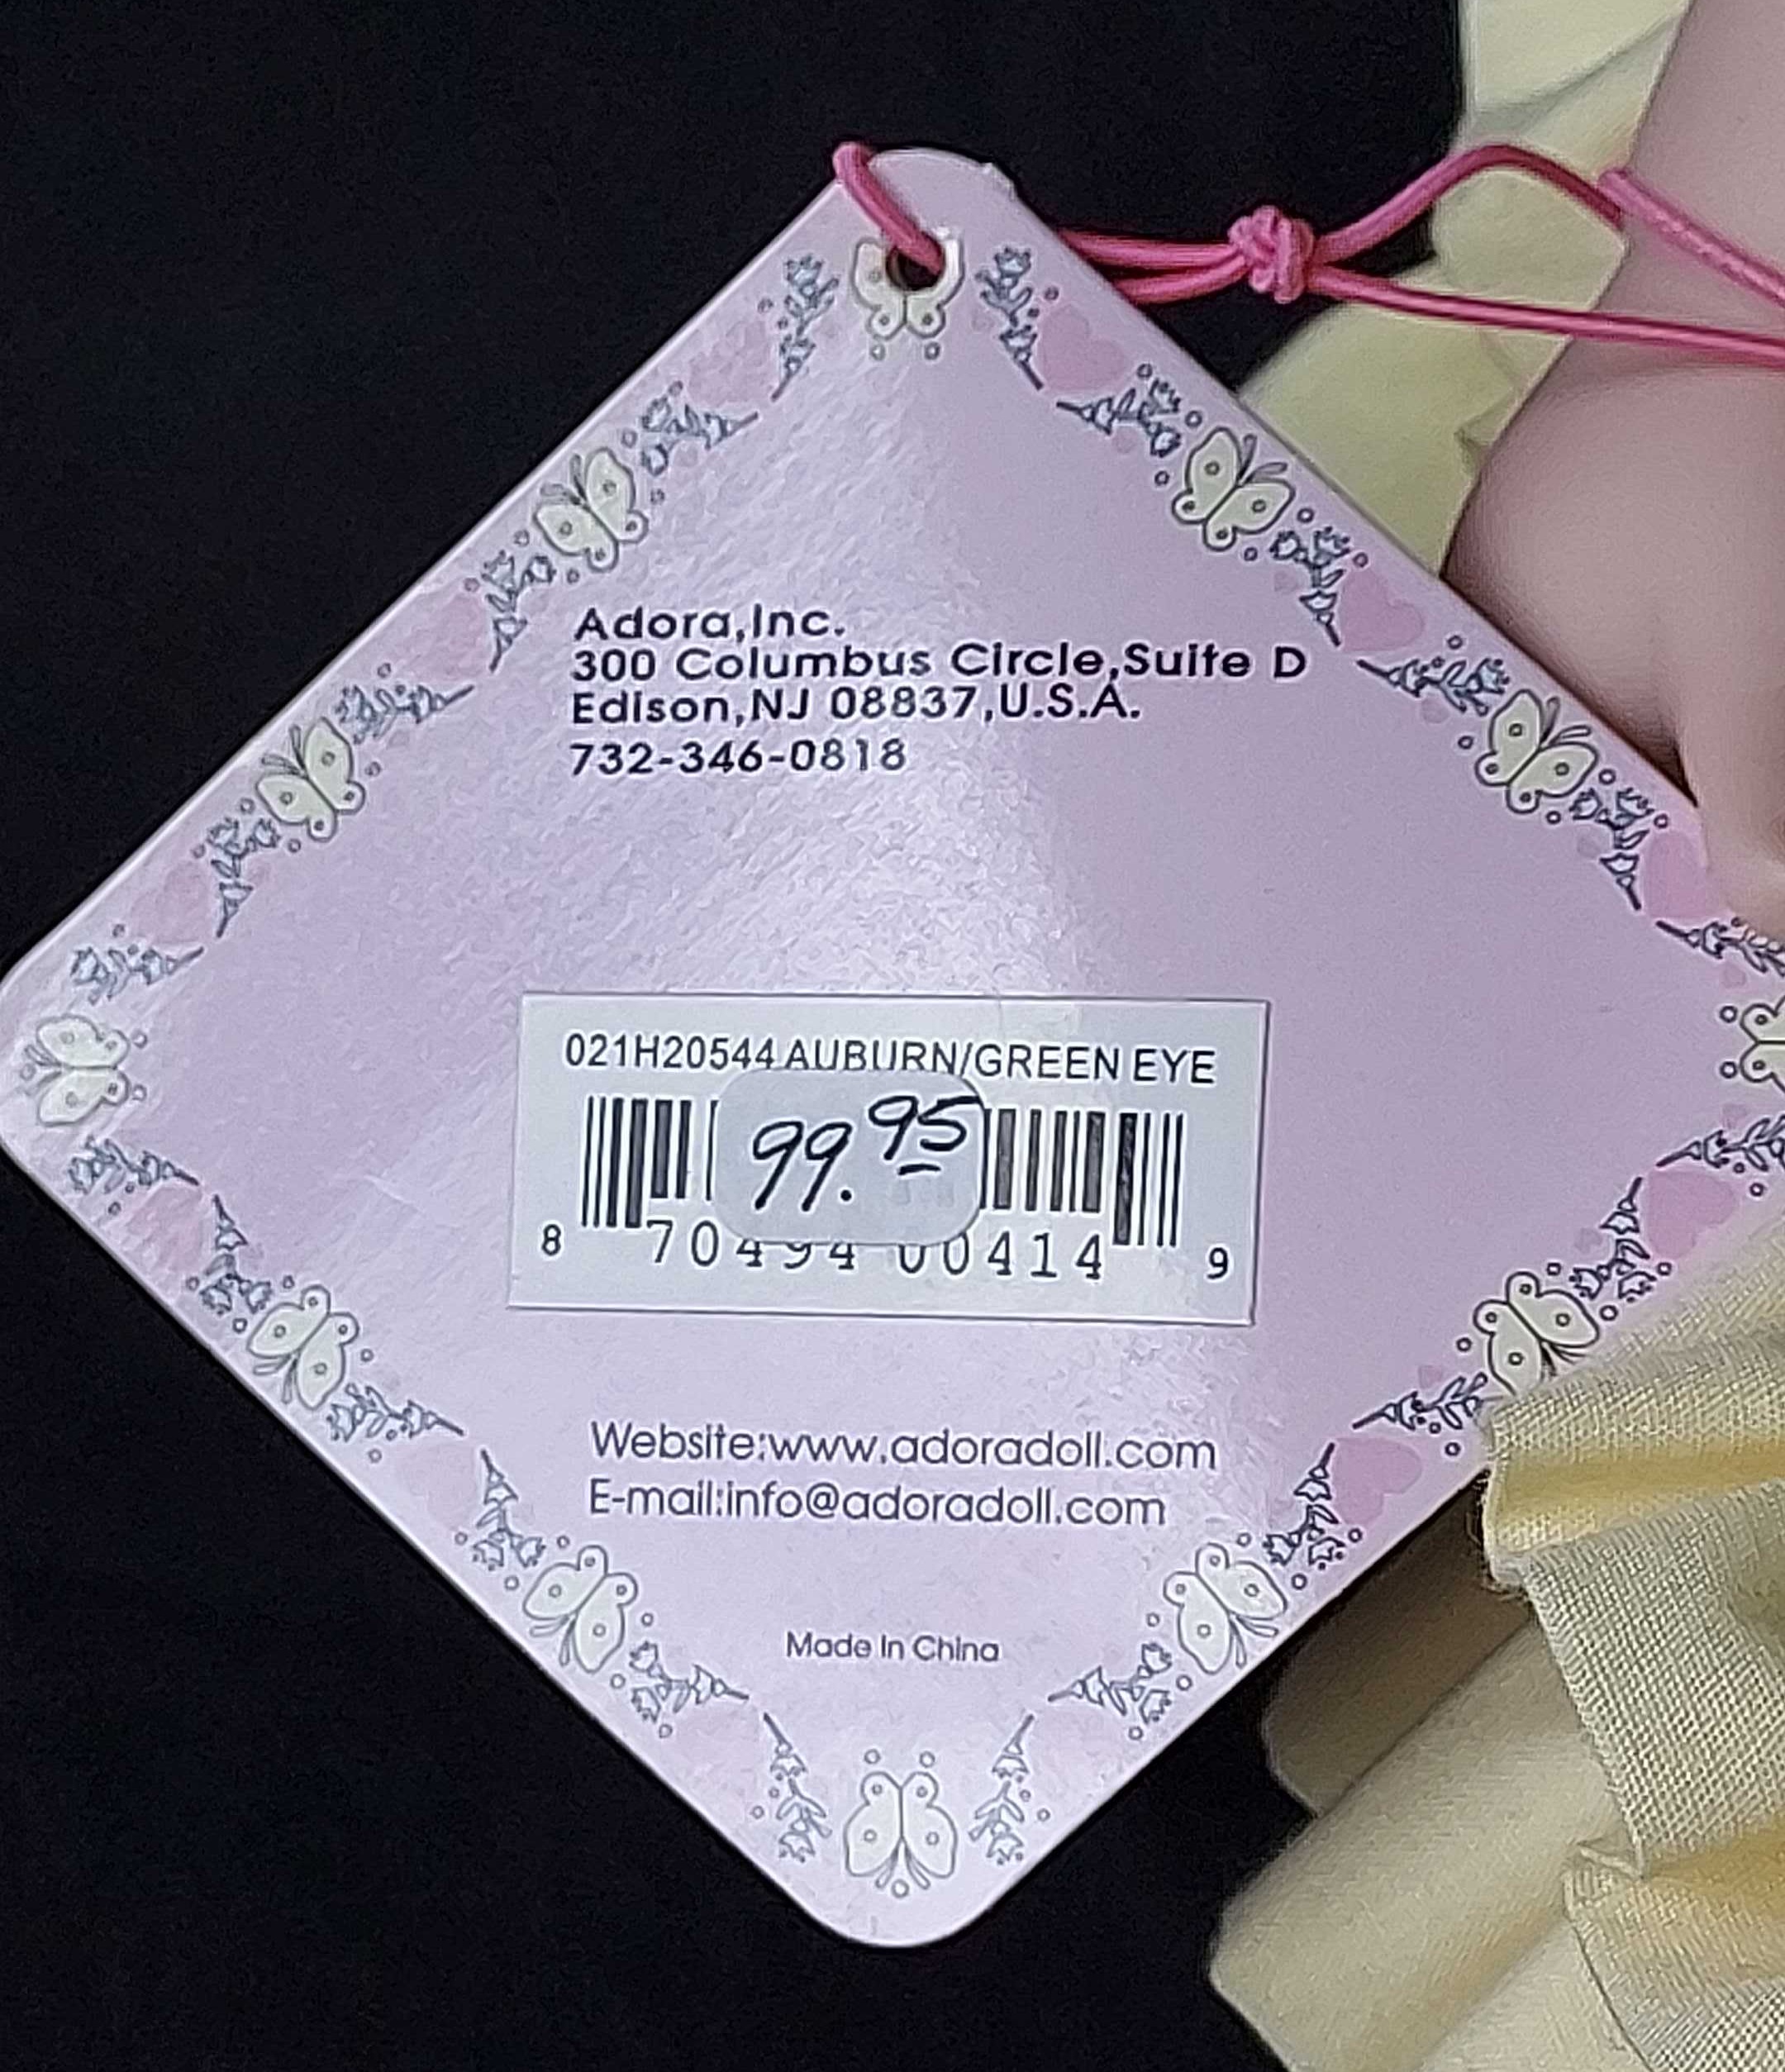 Adora,Inc.
300 Columbus Circle,Suite D
Edison,NJ 08837,U.S.A.
732-346-0818
021H20544 AUBURN/GREEN EYE
99.95
8 70494 00414 9
Website:www.adoradoll.com
E-mail:info@adoradoll.com
Made In China